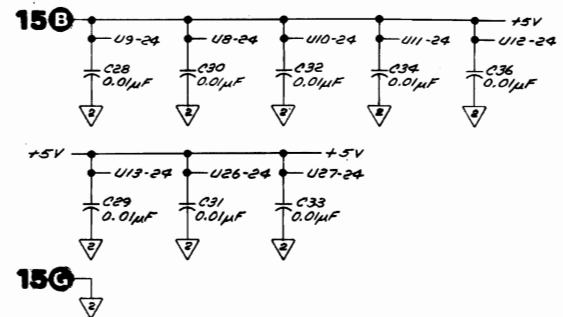 15B +5V
U9-24 U8-24 U10-24 U11-24 U12-24
C28 C30 C32 C34 C36
0.01µF 0.01µF 0.01µF 0.01µF 0.01µF
2 2 2 2 2
+5V +5V
U13-24 U26-24 U27-24
C29 C31 C33
0.01µF 0.01µF 0.01µF
2 2 2
15G
2